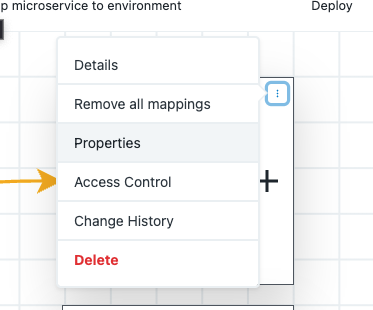 p microservice to environment
Deploy
Details
Remove all mappings
Properties
Access Control
Change History
Delete